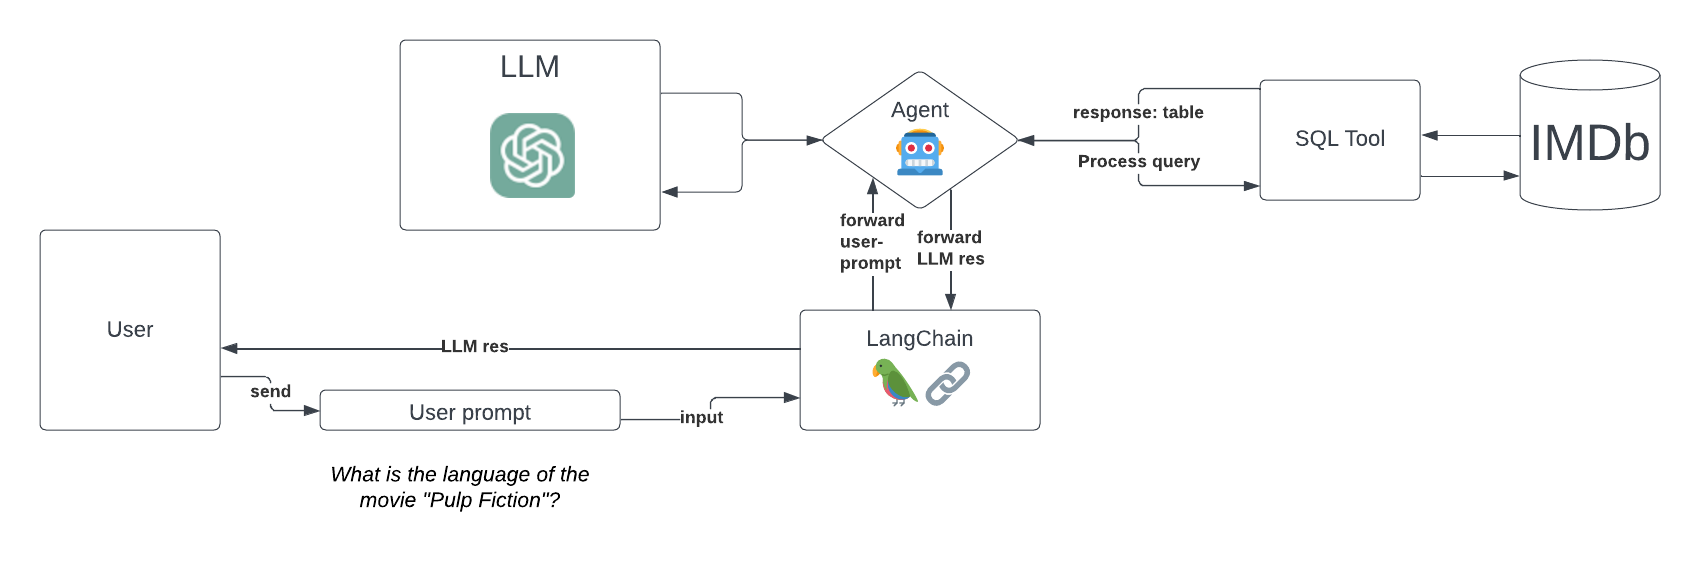 LLM
Agent
response: table
Process query
SQL Tool
IMDb
forward
user-
prompt
forward
LLM res
User
LLM res
LangChain
send
User prompt
input
What is the language of the
movie "Pulp Fiction"?